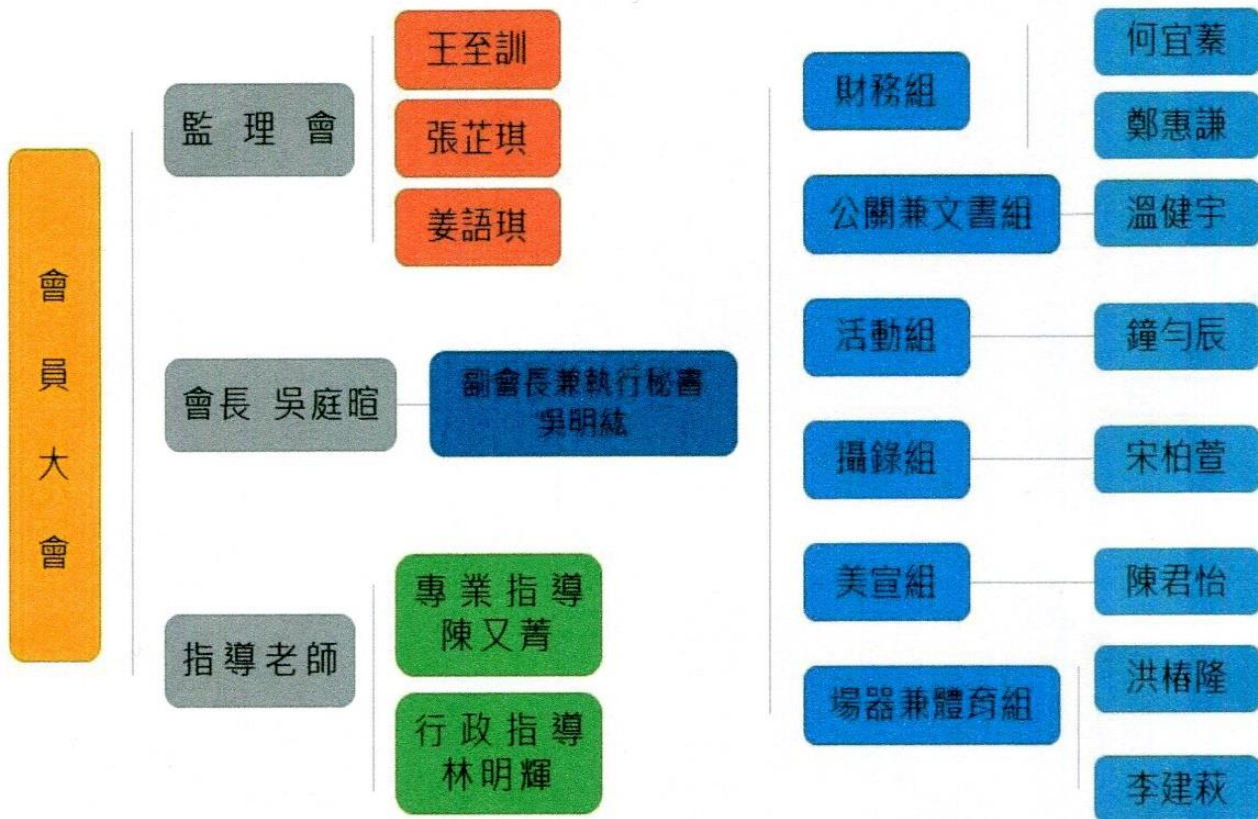 會員大會
監理會
王至訓
張芷琪
姜語琪
會長 吳庭暄
副會長兼執行秘書
吳明紘
指導老師
專業指導
陳又菁
行政指導
林明輝
財務組
何宜蓁
鄭惠謙
公關兼文書組
溫健宇
活動組
鐘勻辰
攝錄組
宋柏萱
美宣組
陳君怡
場器兼體育組
洪椿隆
李建萩